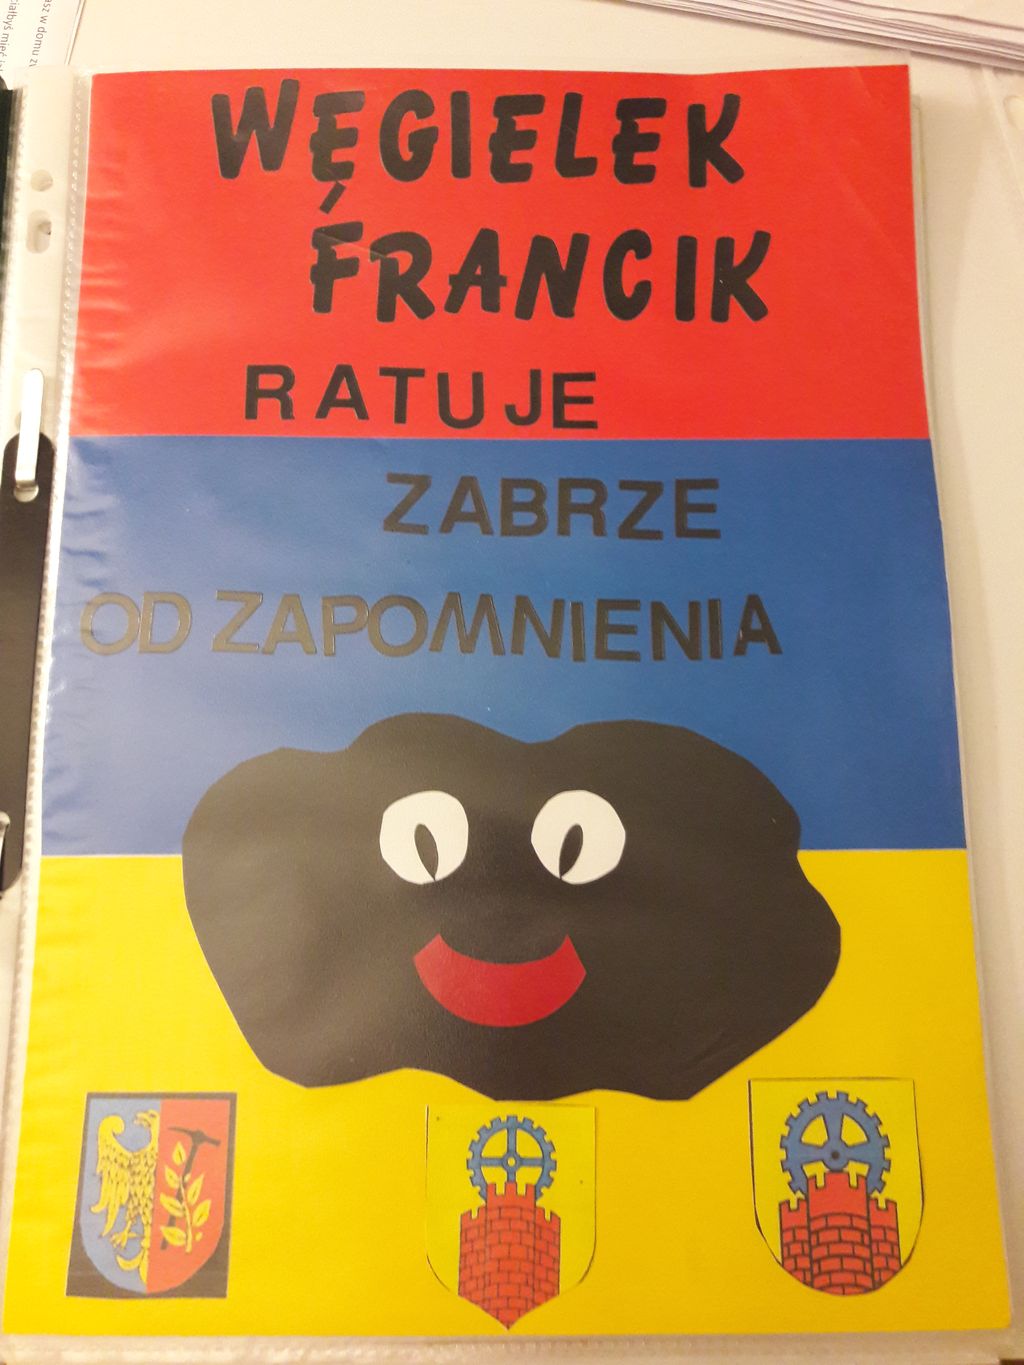 WĘGIELEK
FRANCIK
RATUJE
ZABRZE
OD ZAPOMNIENIA